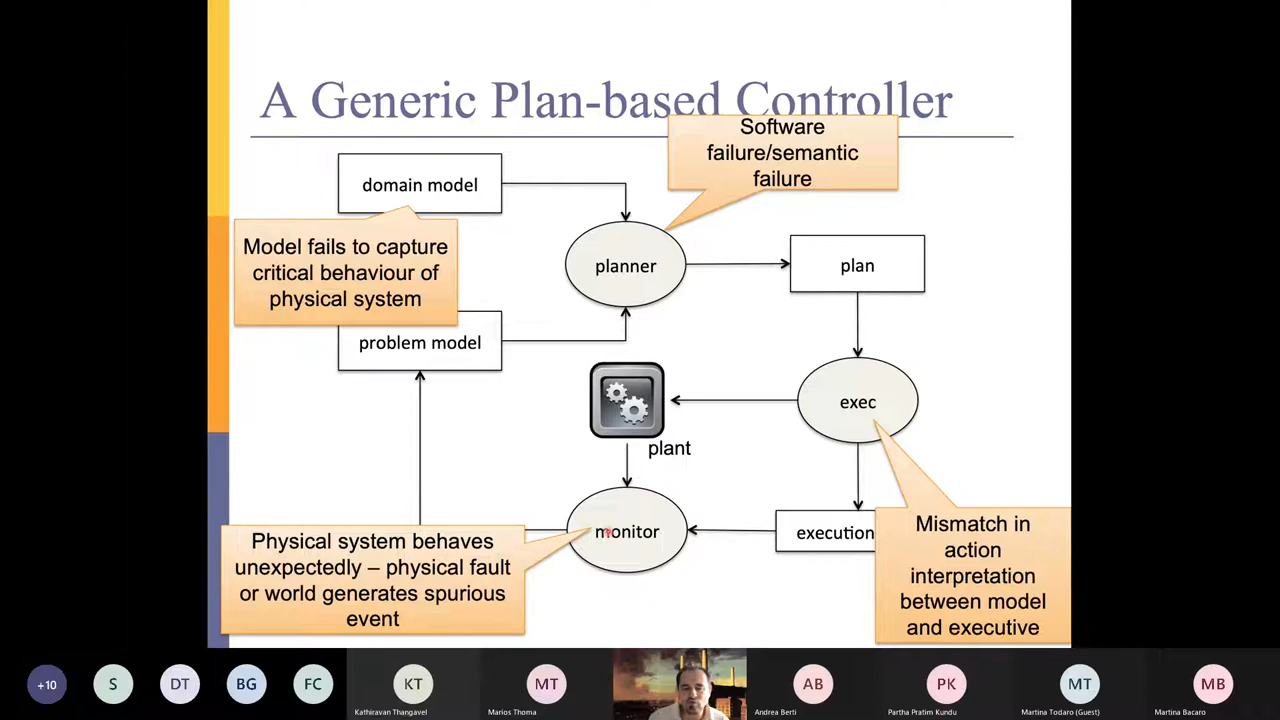 A Generic Plan-based Controller
Software
failure/semantic
failure
domain model
Model fails to capture
critical behaviour of
physical system
planner
plan
problem model
exec
plant
monitor
execution
Physical system behaves
unexpectedly – physical fault
or world generates spurious
event
Mismatch in
action
interpretation
between model
and executive
+10
S
DT
BG
FC
KT
Kathiravan Thangavel
MT
Marios Thoma
AB
Andrea Berti
PK
Partha Pratim Kundu
MT
Martina Todaro (Guest)
MB
Martina Bacaro